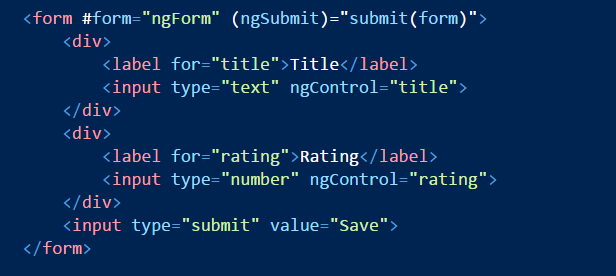 <form #form="ngForm" (ngSubmit)="submit(form)">
<div>
<label for="title">Title</label>
<input type="text" ngControl="title">
</div>
<div>
<label for="rating">Rating</label>
<input type="number" ngControl="rating">
</div>
<input type="submit" value="Save">
</form>